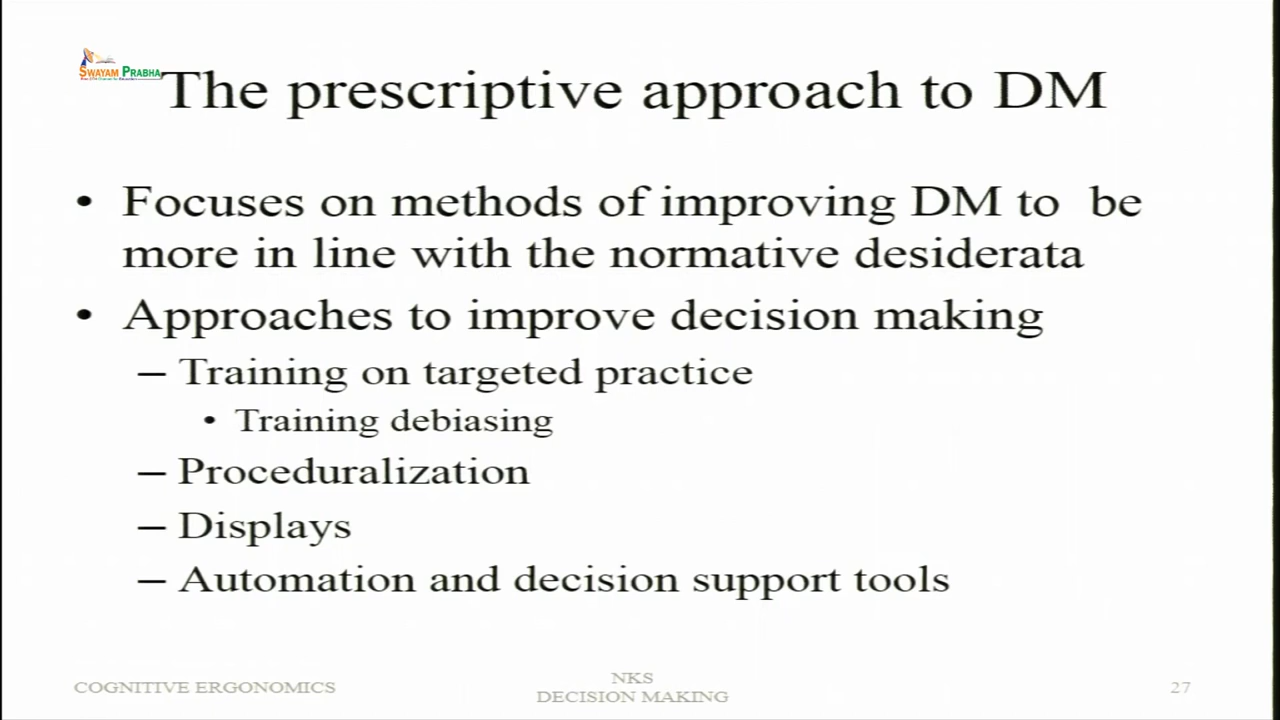 SWAYAM PRABHA
The prescriptive approach to DM
• Focuses on methods of improving DM to be
more in line with the normative desiderata
• Approaches to improve decision making
– Training on targeted practice
• Training debiasing
– Proceduralization
– Displays
– Automation and decision support tools
COGNITIVE ERGONOMICS
NKS
DECISION MAKING
27